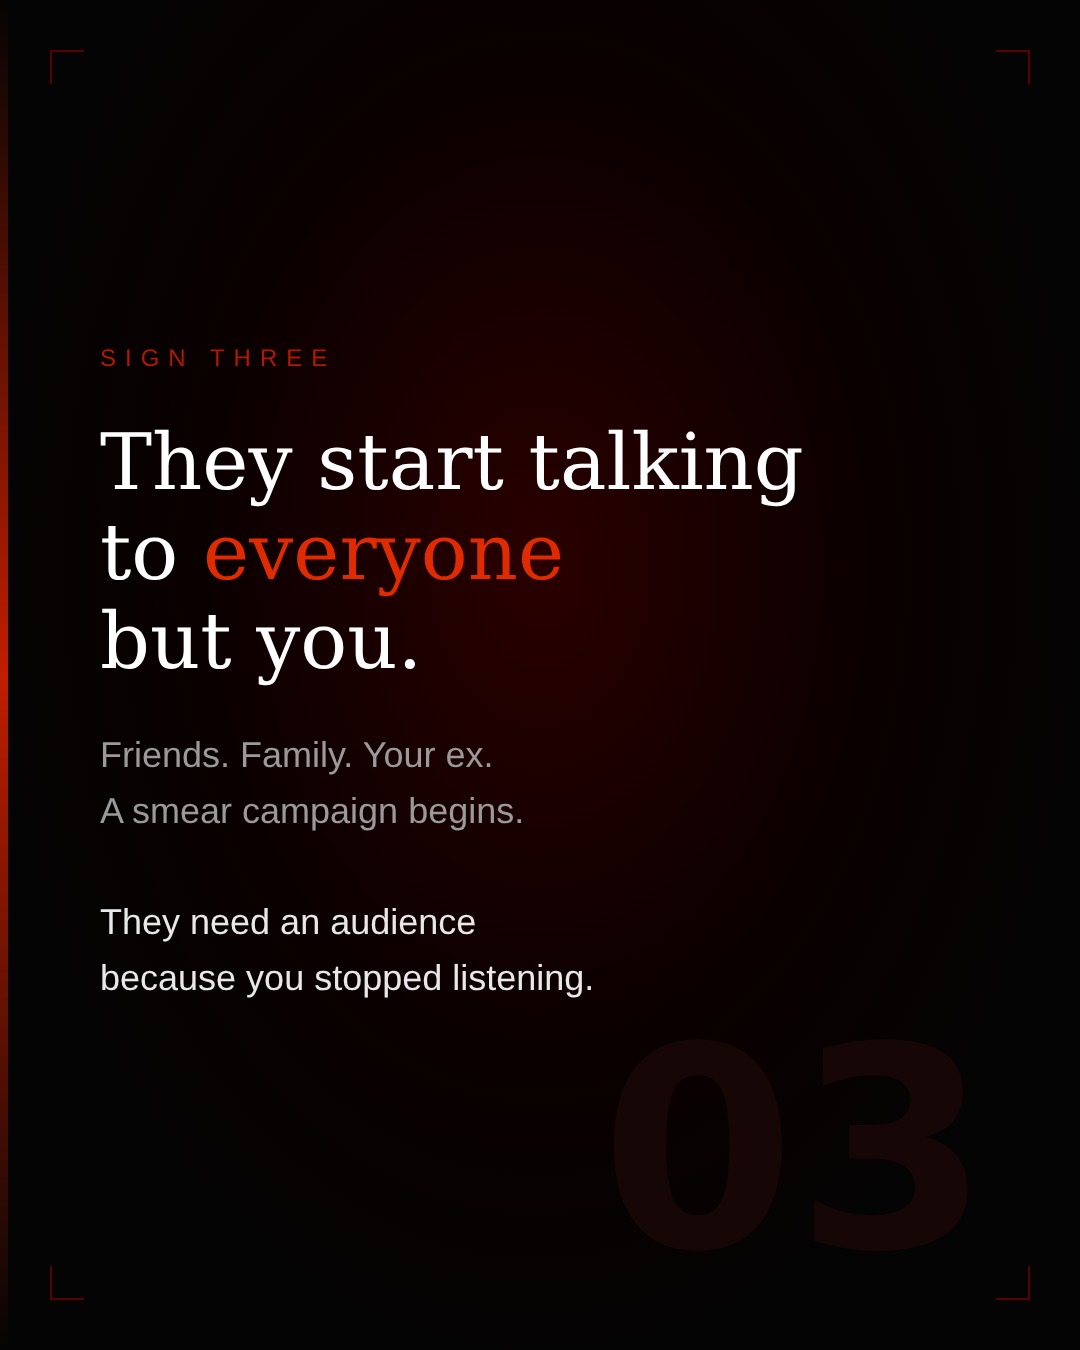 SIGN THREE
They start talking
to everyone
but you.
Friends. Family. Your ex.
A smear campaign begins.
They need an audience
because you stopped listening.
03